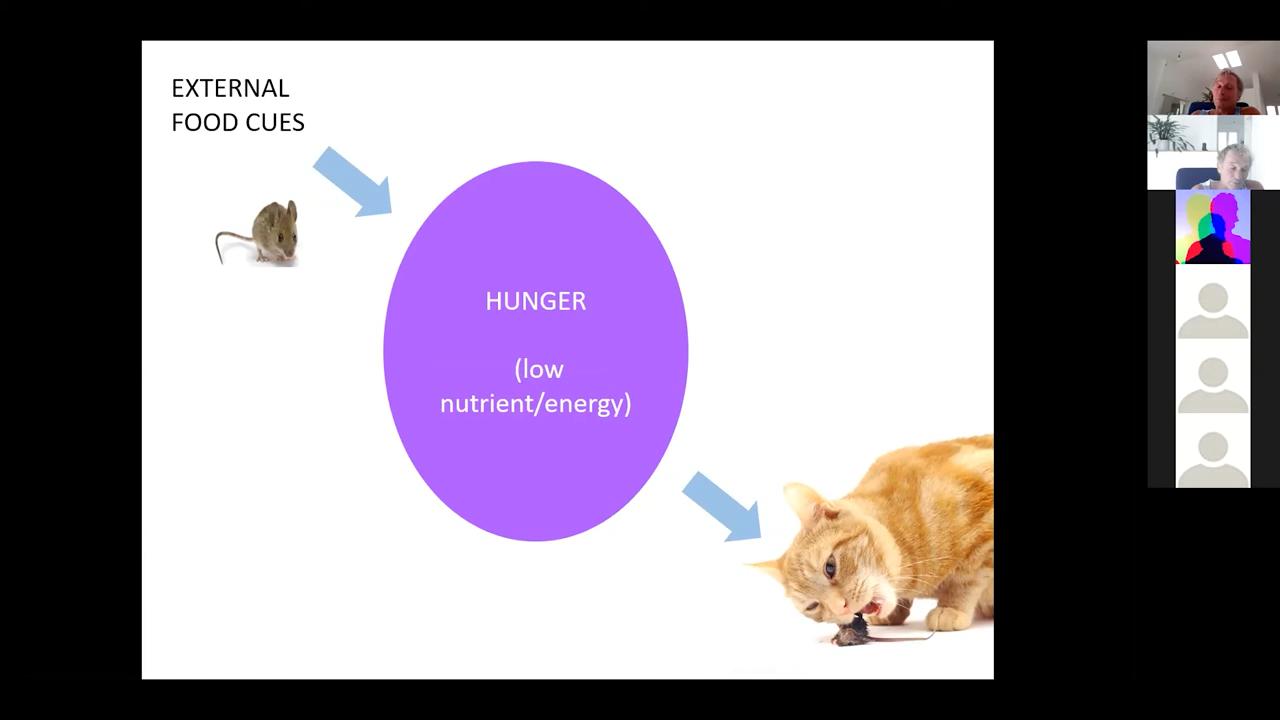 EXTERNAL
FOOD CUES
HUNGER
(low
nutrient/energy)